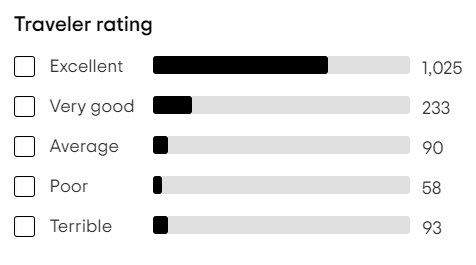 Traveler rating
Excellent 1,025
Very good 233
Average 90
Poor 58
Terrible 93